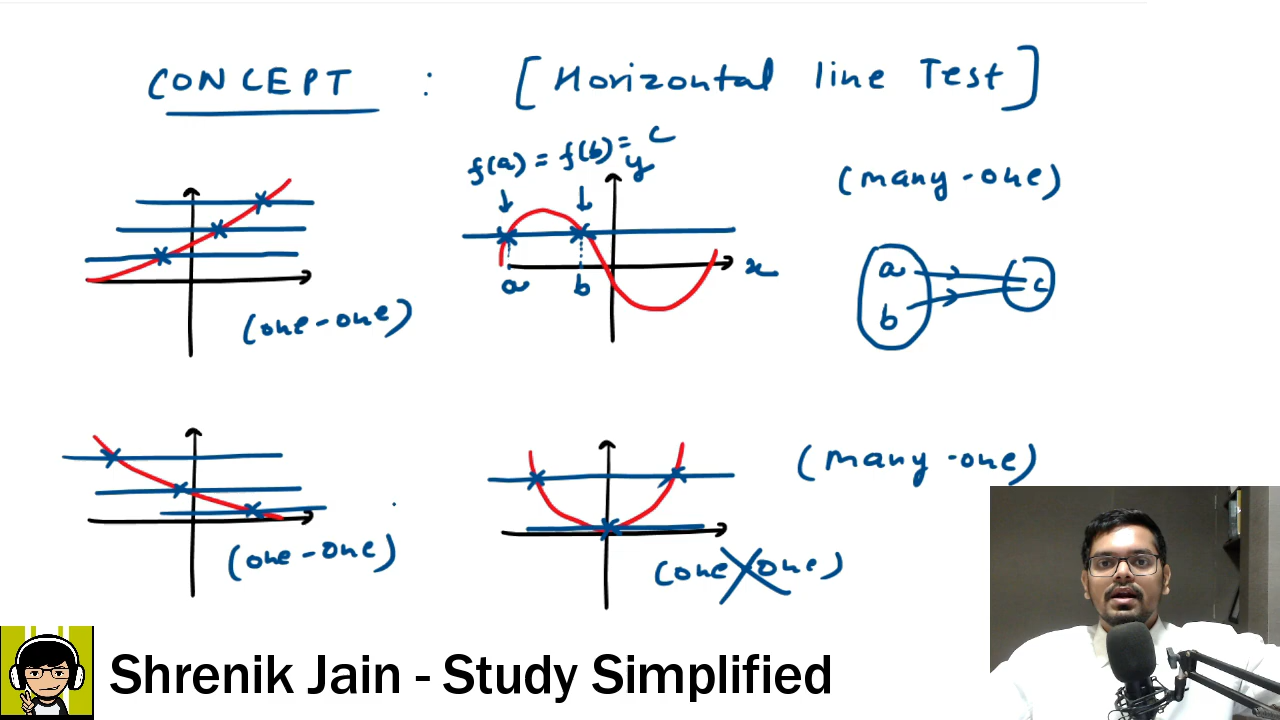 CONCEPT : [Horizontal line Test]
f(a) = f(b) = c
y
(many-one)
x
a b
a
b
c
(one-one)
(many-one)
(one-one)
(one-one)
Shrenik Jain - Study Simplified